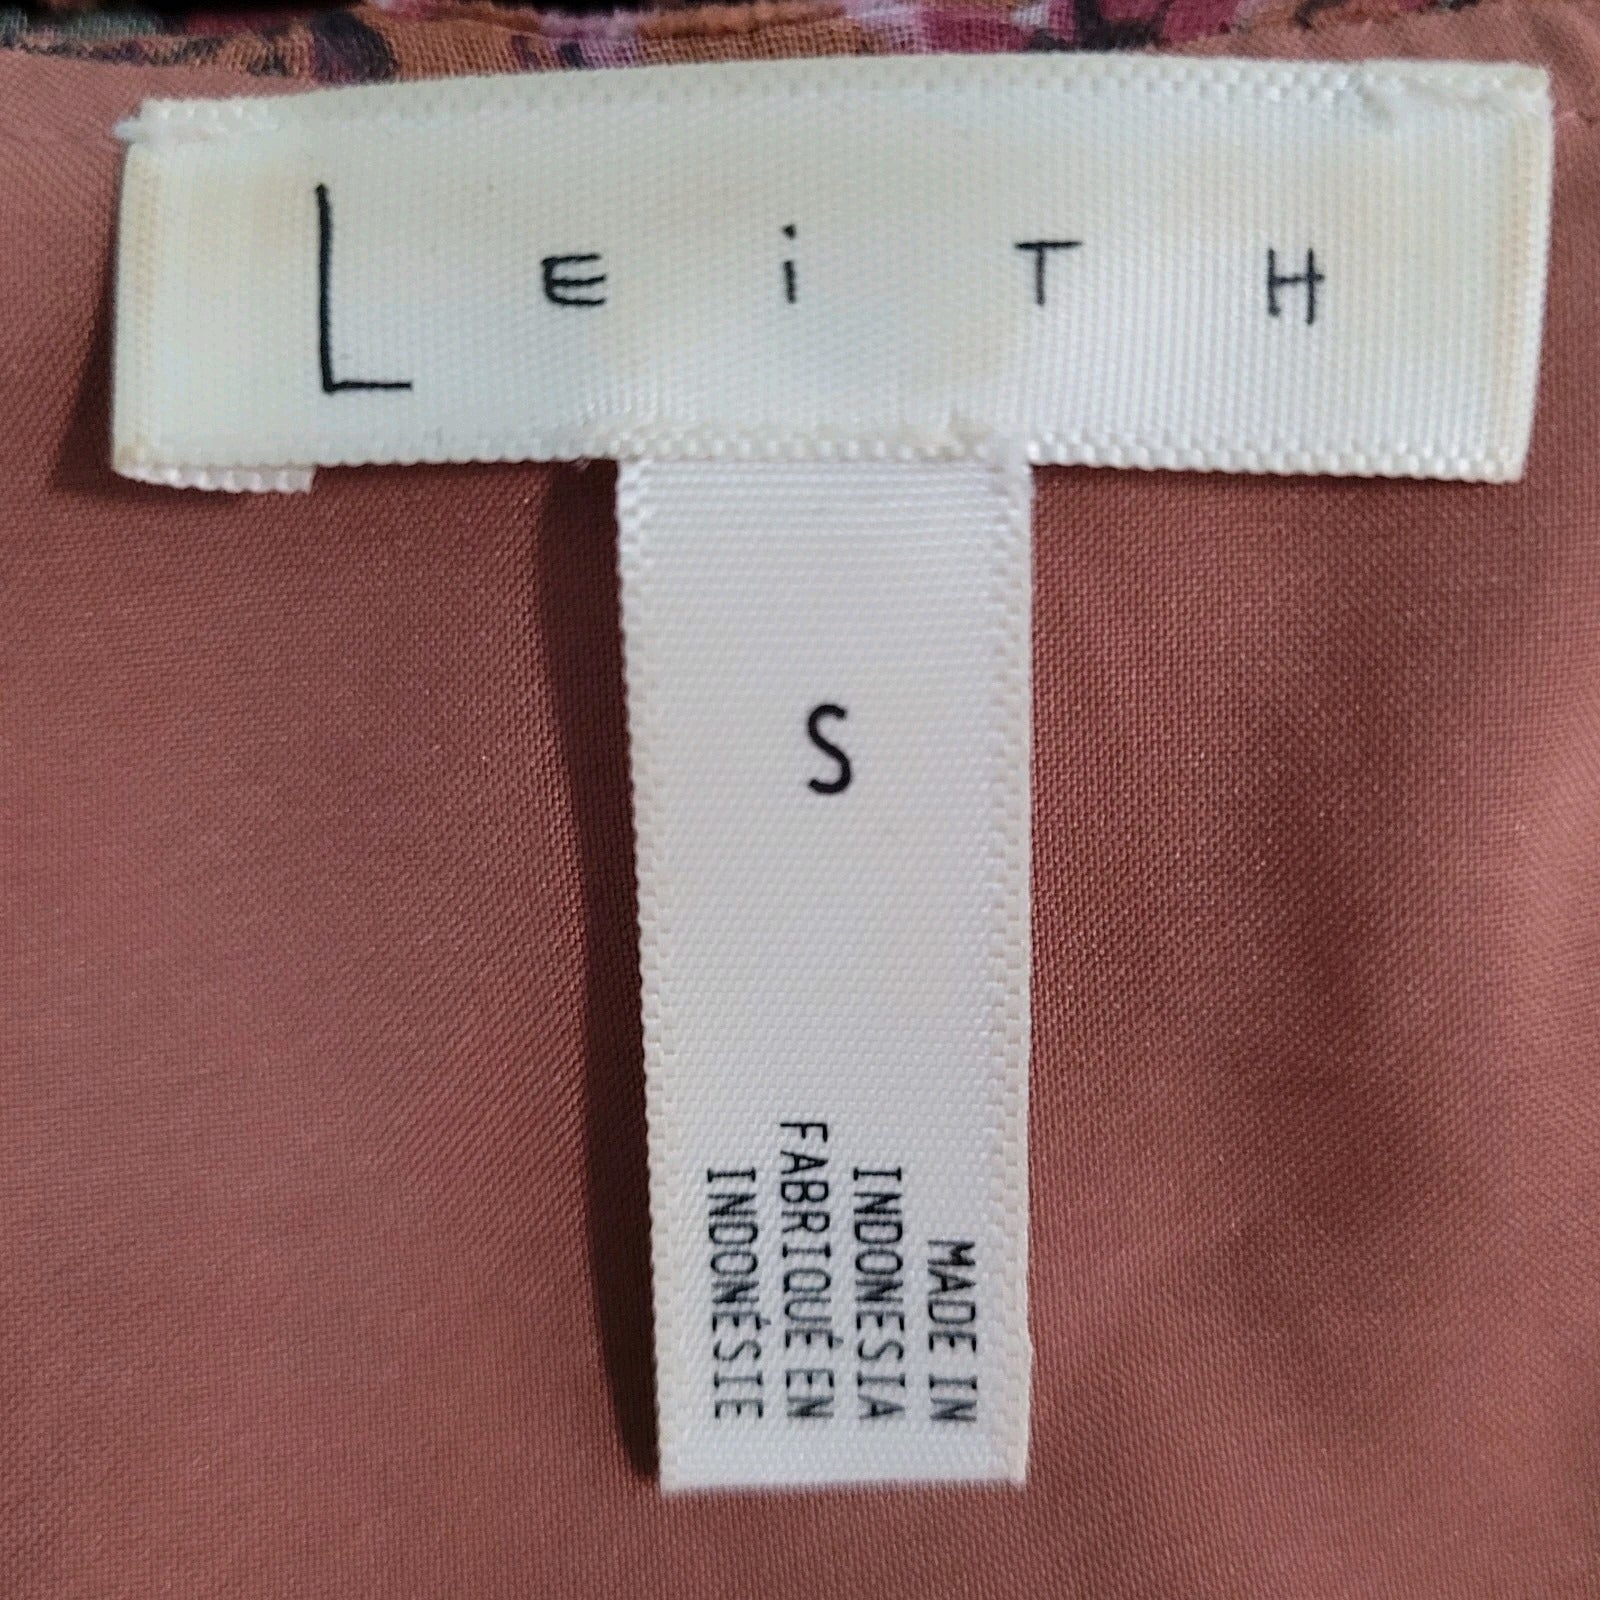 LEiTH
S
MADE IN
INDONESIA
FABRIQUÉ EN
INDONÉSIE